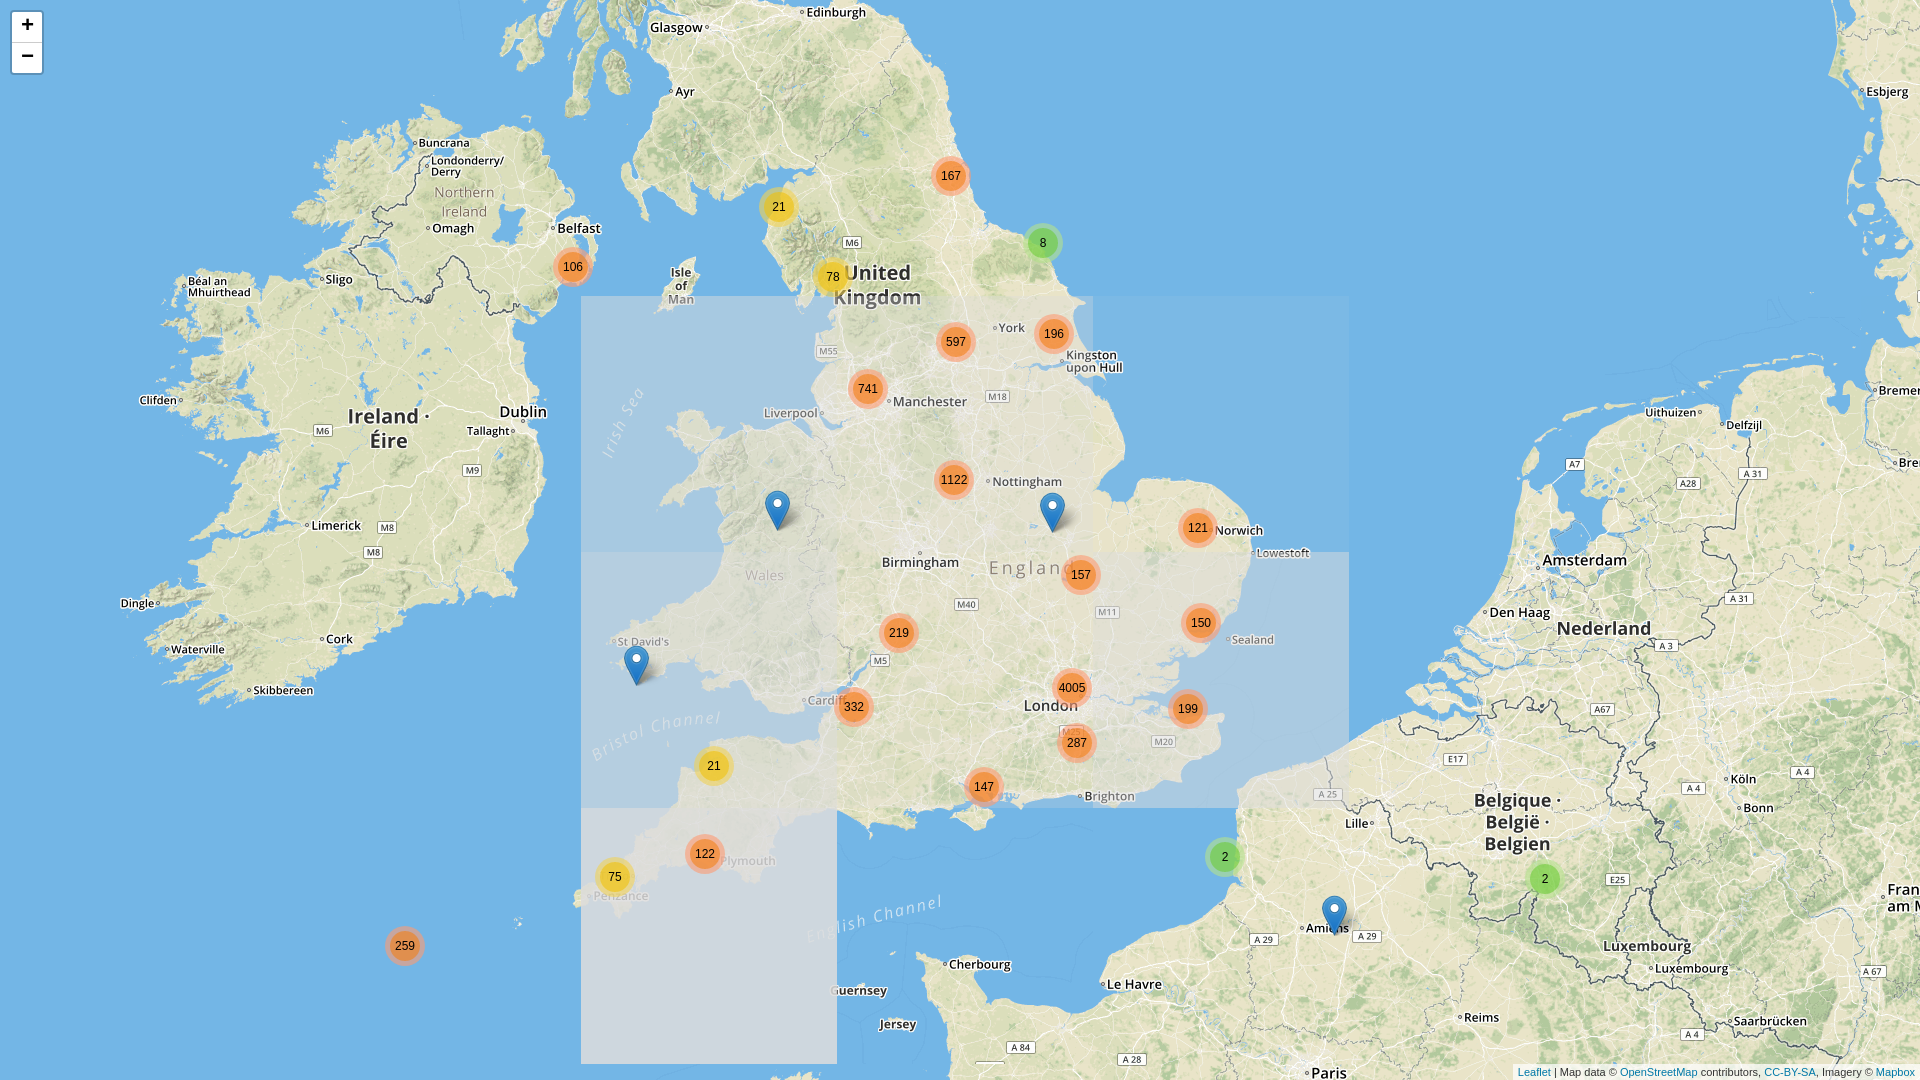 +
−
Edinburgh
Glasgow
Ayr
Esbjerg
Buncrana
Londonderry/
Derry
Northern
Ireland
Omagh
Belfast
167
21
8
M6
106
78
United
Kingdom
Isle
of
Man
Sligo
Béal an
Mhuirthead
York
196
597
M55
Kingston
upon Hull
741
Manchester
M18
Liverpool
Irish Sea
Clifden
Ireland ·
Éire
Dublin
Tallaght
M6
M9
Uithuizen
Delfzijl
Bremer
Bre
A7
A 31
A28
1122
Nottingham
Limerick
M8
M8
121
Norwich
Lowestoft
Amsterdam
Birmingham
England
157
Wales
Dingle
M40
M11
A 31
Den Haag
Nederland
150
Sealand
219
St David's
Cork
Waterville
M5
A 3
Skibbereen
4005
London
Cardiff
332
199
A67
Bristol Channel
287
M20
E17
21
147
Brighton
A 25
Köln
A 4
A 4
Bonn
Belgique ·
België ·
Belgien
Lille
122
Plymouth
2
75
Penzance
2
E25
Fran
am M
English Channel
259
Amiens
A 29
A 29
Luxembourg
Luxembourg
A 67
Cherbourg
Le Havre
Guernsey
Jersey
Reims
Saarbrücken
A 84
A 28
A 4
Paris
Leaflet | Map data © OpenStreetMap contributors, CC-BY-SA, Imagery © Mapbox